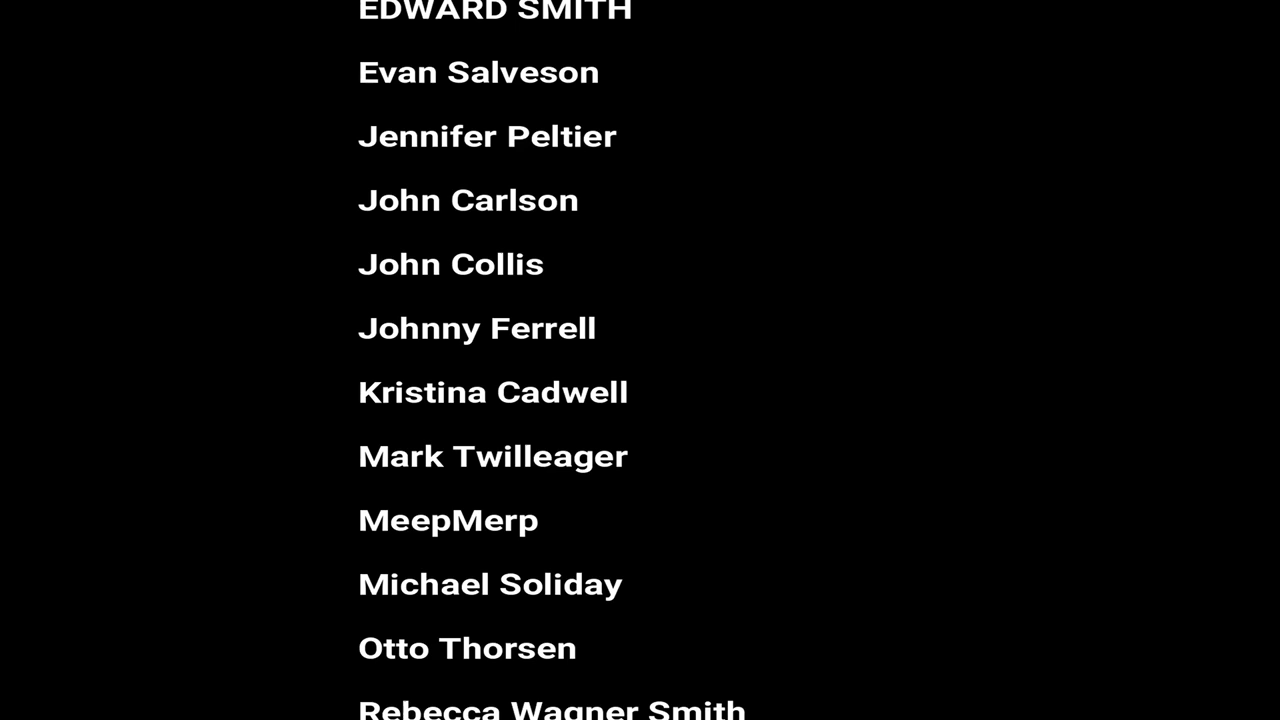 EDWARD SMITH
Evan Salveson
Jennifer Peltier
John Carlson
John Collis
Johnny Ferrell
Kristina Cadwell
Mark Twilleager
MeepMerp
Michael Soliday
Otto Thorsen
Rebecca Wagner Smith